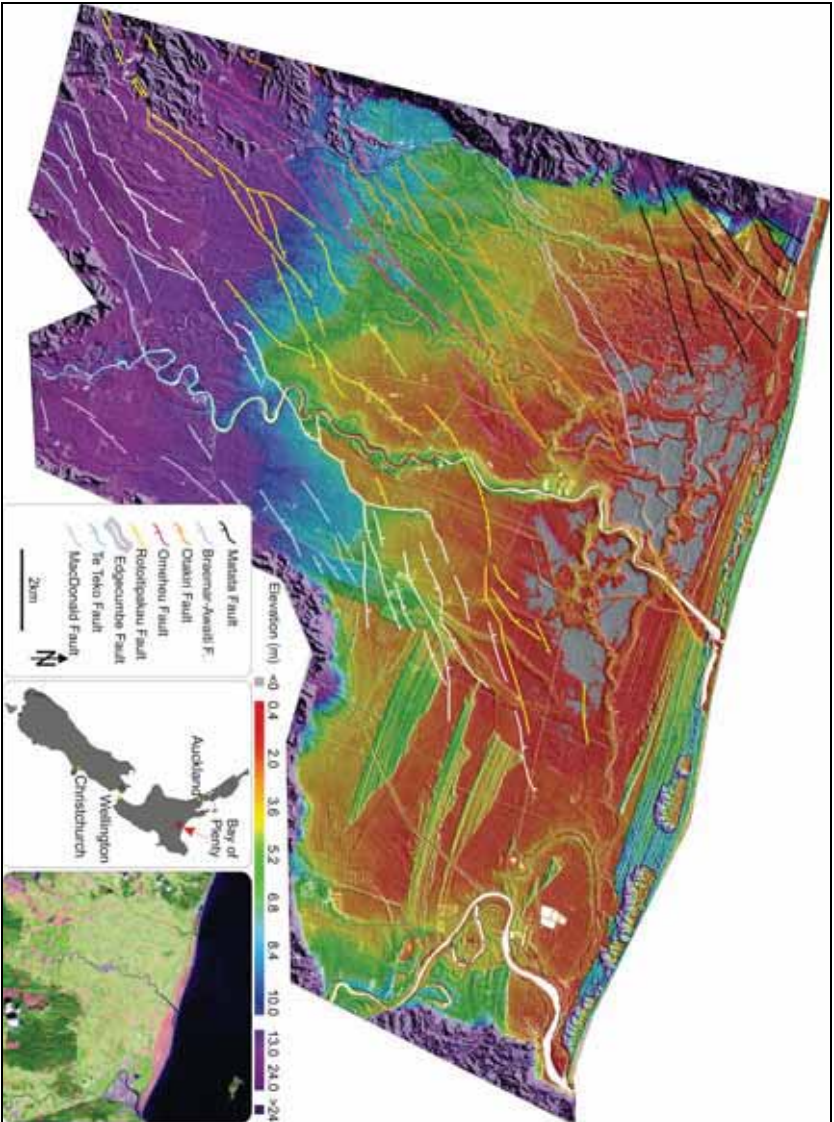 Matata Fault
Braemar-Awaiti F.
Otakiri Fault
Omeheu Fault
Rotoitipakau Fault
Edgecumbe Fault
Te Teko Fault
MacDonald Fault
2km
N
Elevation (m)
<0
0.4
2.0
3.6
5.2
6.8
8.4
10.0
13.0
24.0
>24
Bay of
Plenty
Auckland
Wellington
Christchurch